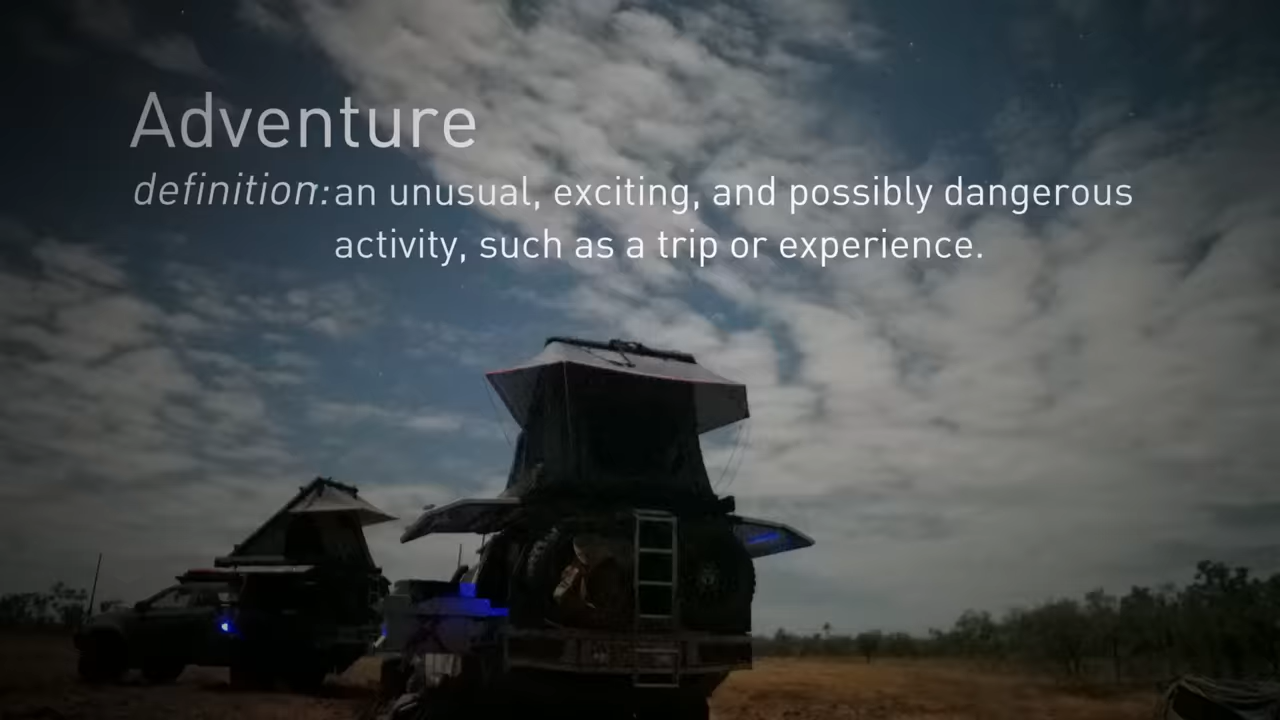 Adventure
definition: an unusual, exciting, and possibly dangerous
activity, such as a trip or experience.